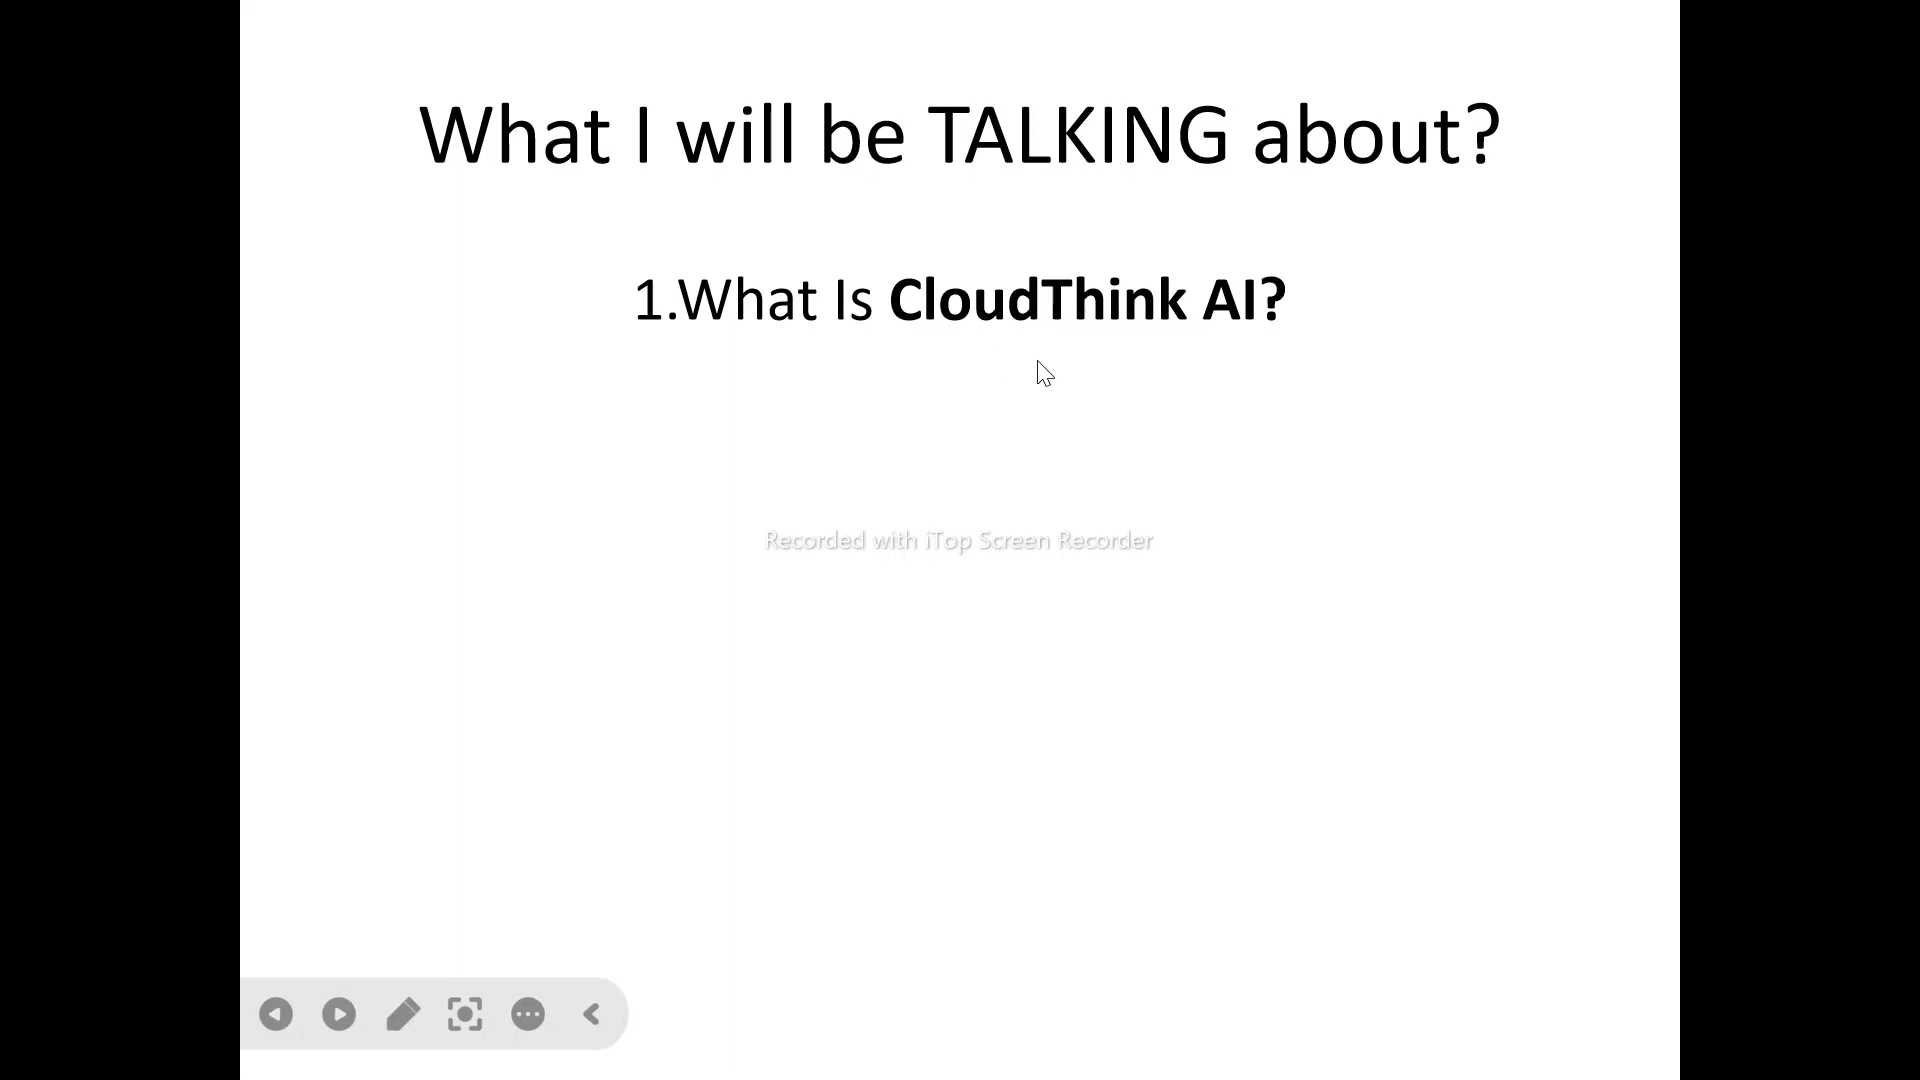 What I will be TALKING about?
1.What Is CloudThink AI?
Recorded with iTop Screen Recorder